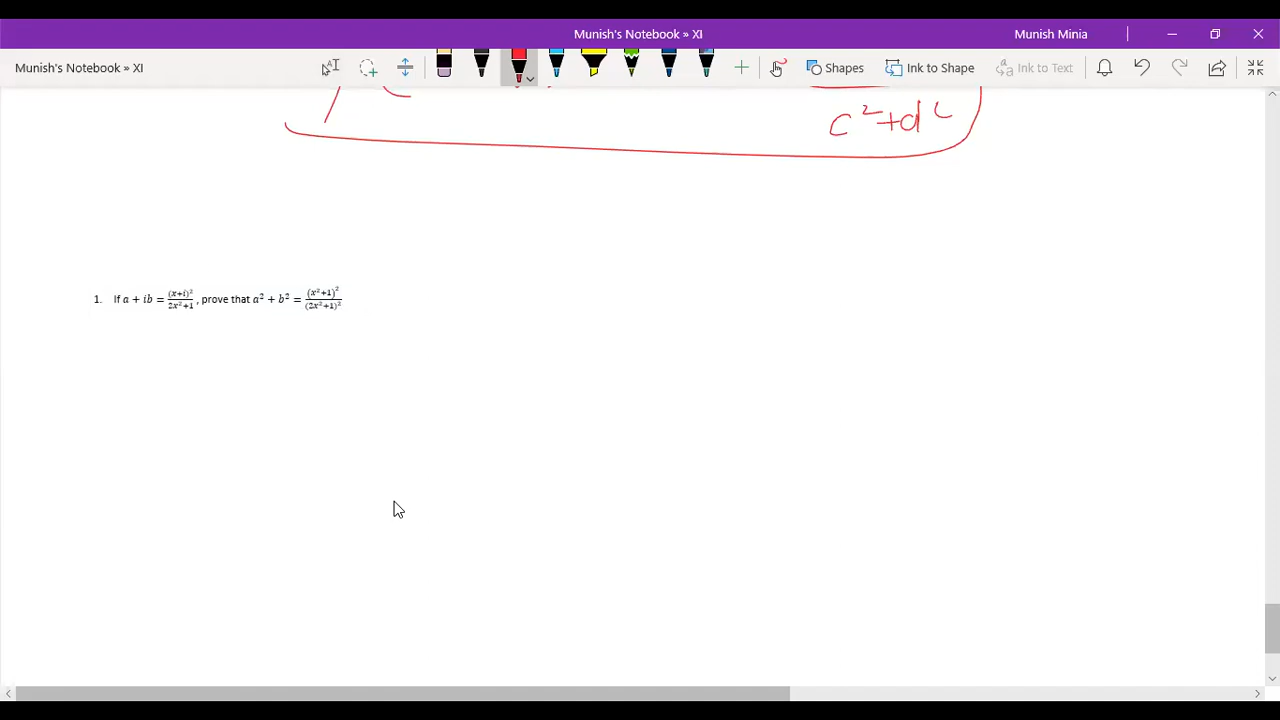 Munish's Notebook » XI
Munish Minia
Munish's Notebook » XI
Shapes
Ink to Shape
Ink to Text
c²+d²
1. If a + ib = (x+i)²/2x²+1 , prove that a² + b² = (x²+1)²/(2x²+1)²